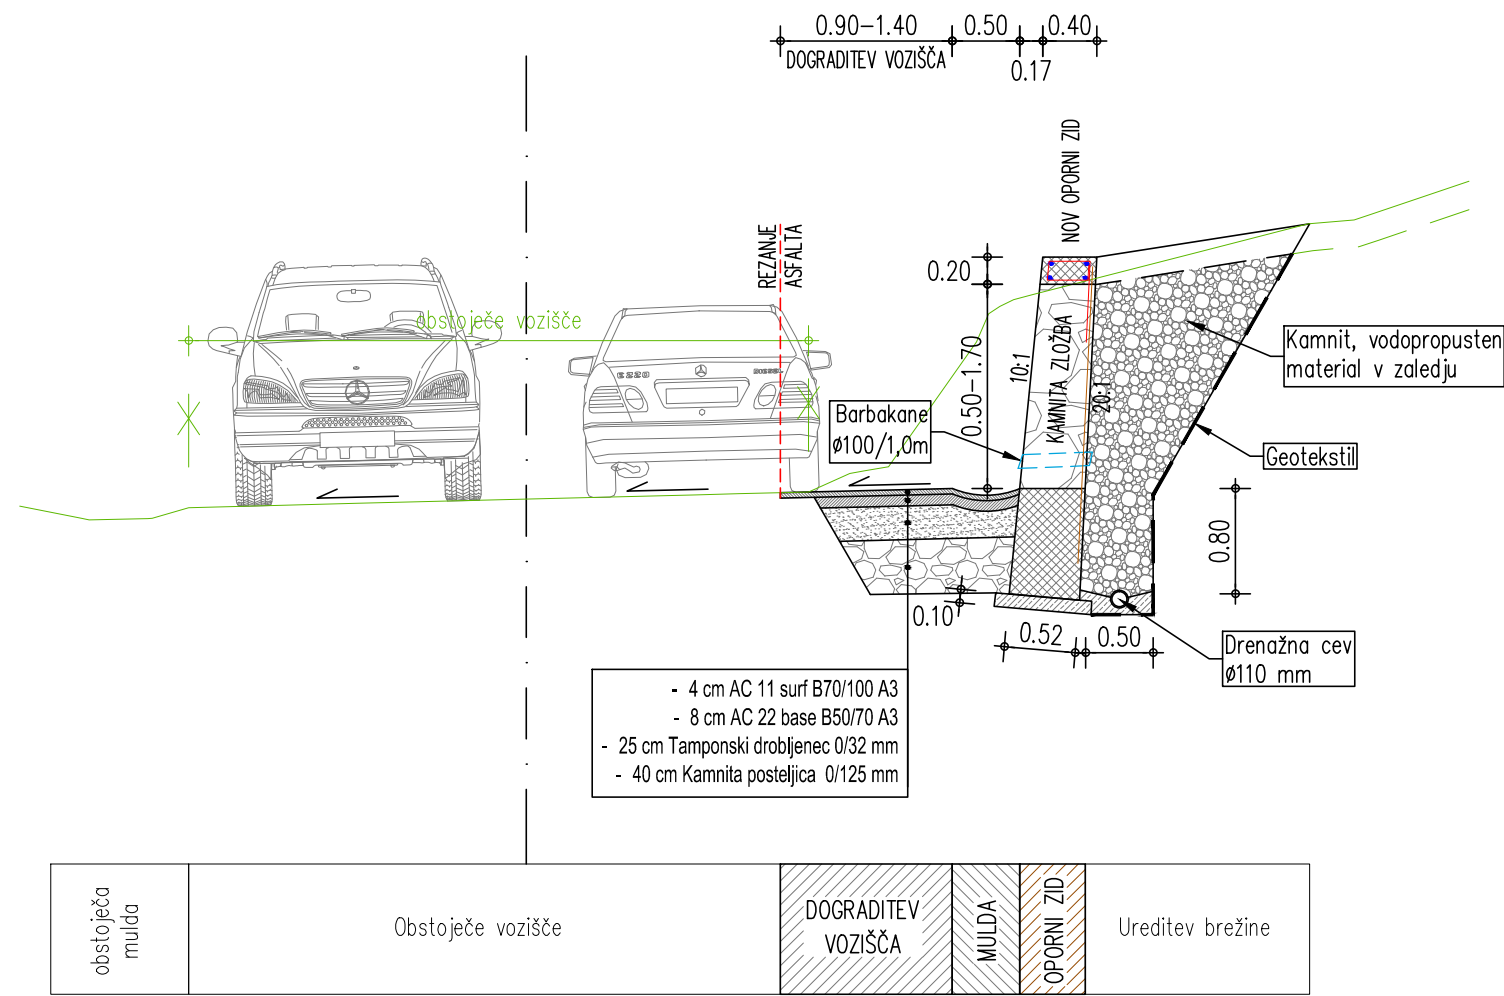 0.90-1.40
0.50
0.40
DOGRADITEV VOZIŠČA
0.17
NOV OPORNI ZID
REZANJE
ASFALTA
0.20
obstoječe vozišče
E220
DIESEL
0.50-1.70
10:1
KAMNITA ZLOŽBA
20:1
Kamnit, vodopropusten
material v zaledju
Barbakane
Ø100/1,0m
Geotekstil
0.80
0.10
0.52
0.50
Drenažna cev
Ø110 mm
- 4 cm AC 11 surf B70/100 A3
- 8 cm AC 22 base B50/70 A3
- 25 cm Tamponski drobljenec 0/32 mm
- 40 cm Kamnita posteljica 0/125 mm
obstoječa
mulda
Obstoječe vozišče
DOGRADITEV
VOZIŠČA
MULDA
OPORNI ZID
Ureditev brežine